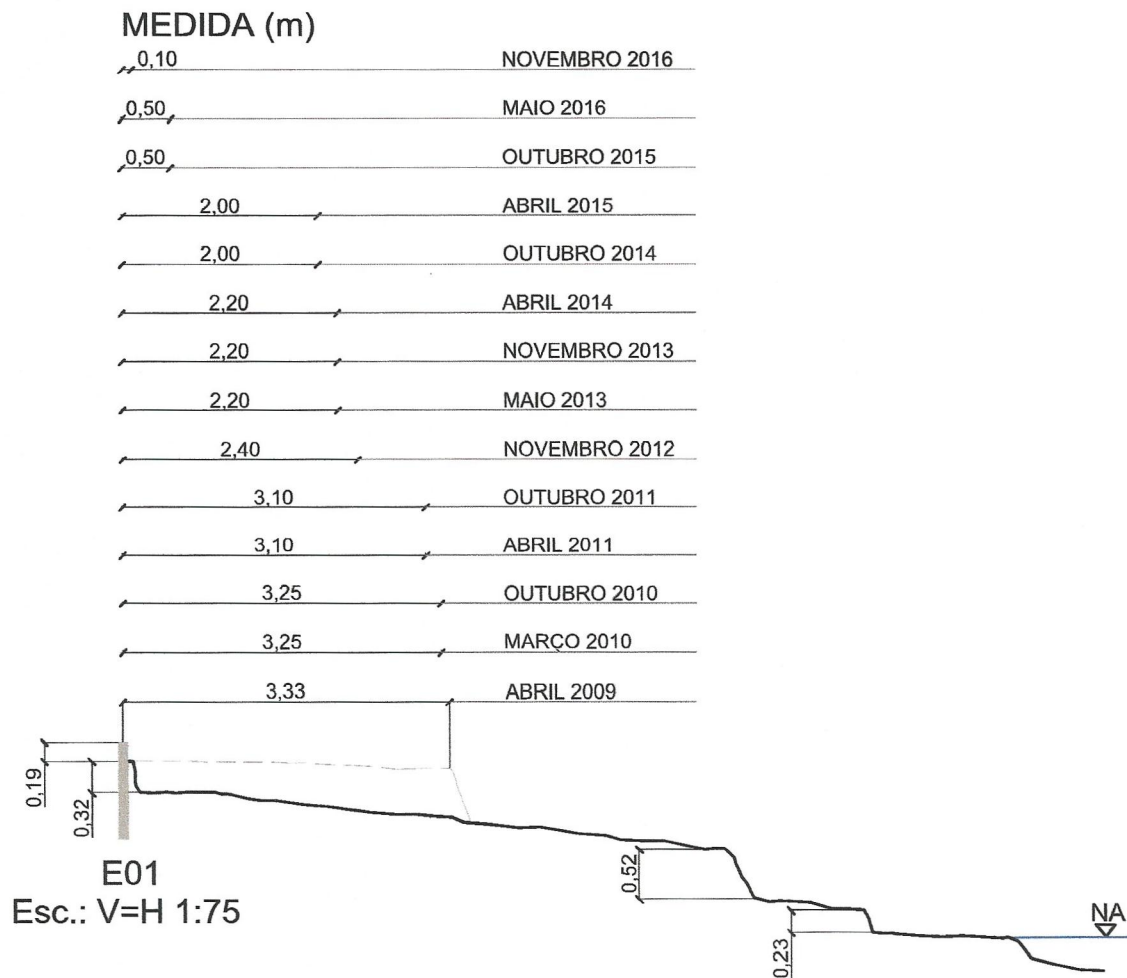 MEDIDA (m)
0,10 NOVEMBRO 2016
0,50 MAIO 2016
0,50 OUTUBRO 2015
2,00 ABRIL 2015
2,00 OUTUBRO 2014
2,20 ABRIL 2014
2,20 NOVEMBRO 2013
2,20 MAIO 2013
2,40 NOVEMBRO 2012
3,10 OUTUBRO 2011
3,10 ABRIL 2011
3,25 OUTUBRO 2010
3,25 MARÇO 2010
3,33 ABRIL 2009
0,19
0,32
E01
Esc.: V=H 1:75
0,52
0,23
NA